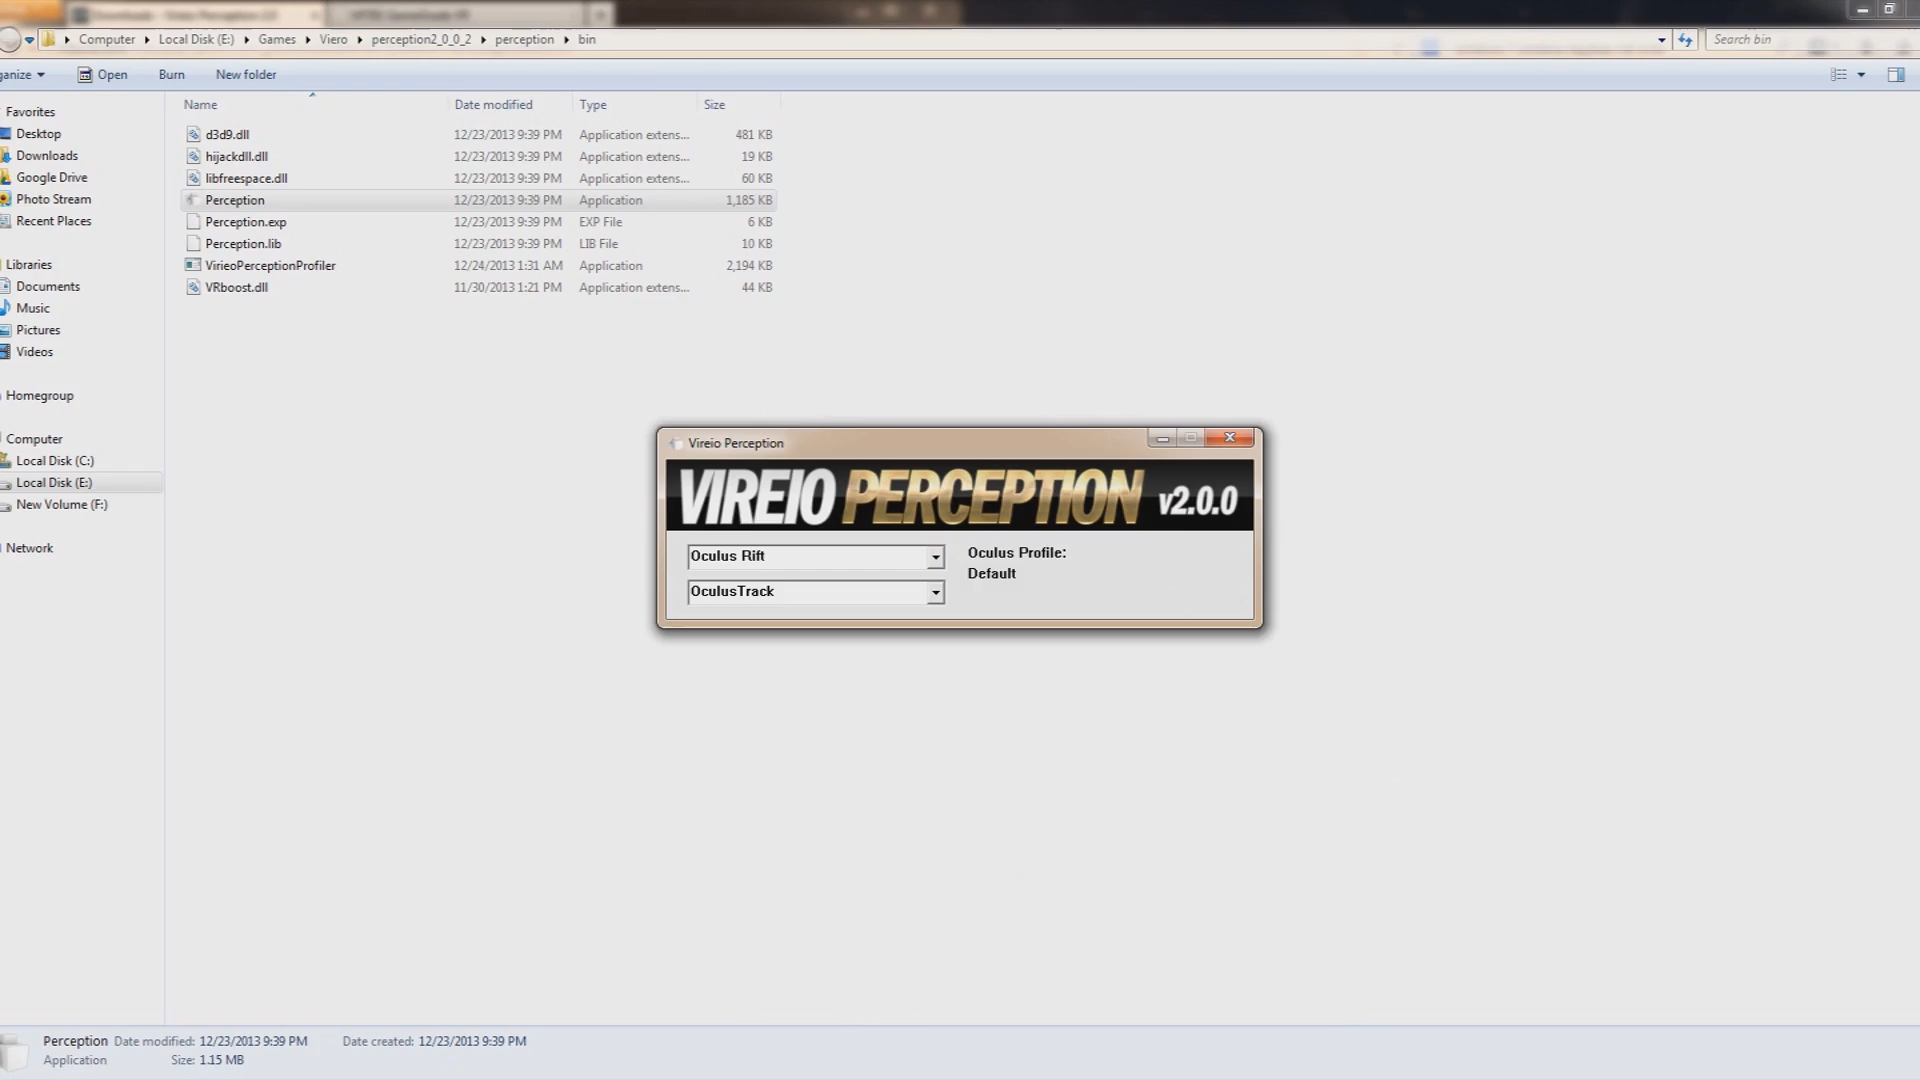 Computer Local Disk (E:) Games Viero perception2_0_0_2 perception bin Search bin
ganize Open Burn New folder
Favorites
Desktop
Downloads
Google Drive
Photo Stream
Recent Places
Libraries
Documents
Music
Pictures
Videos
Homegroup
Computer
Local Disk (C:)
Local Disk (E:)
New Volume (F:)
Network
Name Date modified Type Size
d3d9.dll 12/23/2013 9:39 PM Application extens... 481 KB
hijackdll.dll 12/23/2013 9:39 PM Application extens... 19 KB
libfreespace.dll 12/23/2013 9:39 PM Application extens... 60 KB
Perception 12/23/2013 9:39 PM Application 1,185 KB
Perception.exp 12/23/2013 9:39 PM EXP File 6 KB
Perception.lib 12/23/2013 9:39 PM LIB File 10 KB
VirieoPerceptionProfiler 12/24/2013 1:31 AM Application 2,194 KB
VRboost.dll 11/30/2013 1:21 PM Application extens... 44 KB
Vireio Perception
VIREIO PERCEPTION v2.0.0
Oculus Rift
OculusTrack
Oculus Profile:
Default
Perception Date modified: 12/23/2013 9:39 PM Date created: 12/23/2013 9:39 PM
Application Size: 1.15 MB